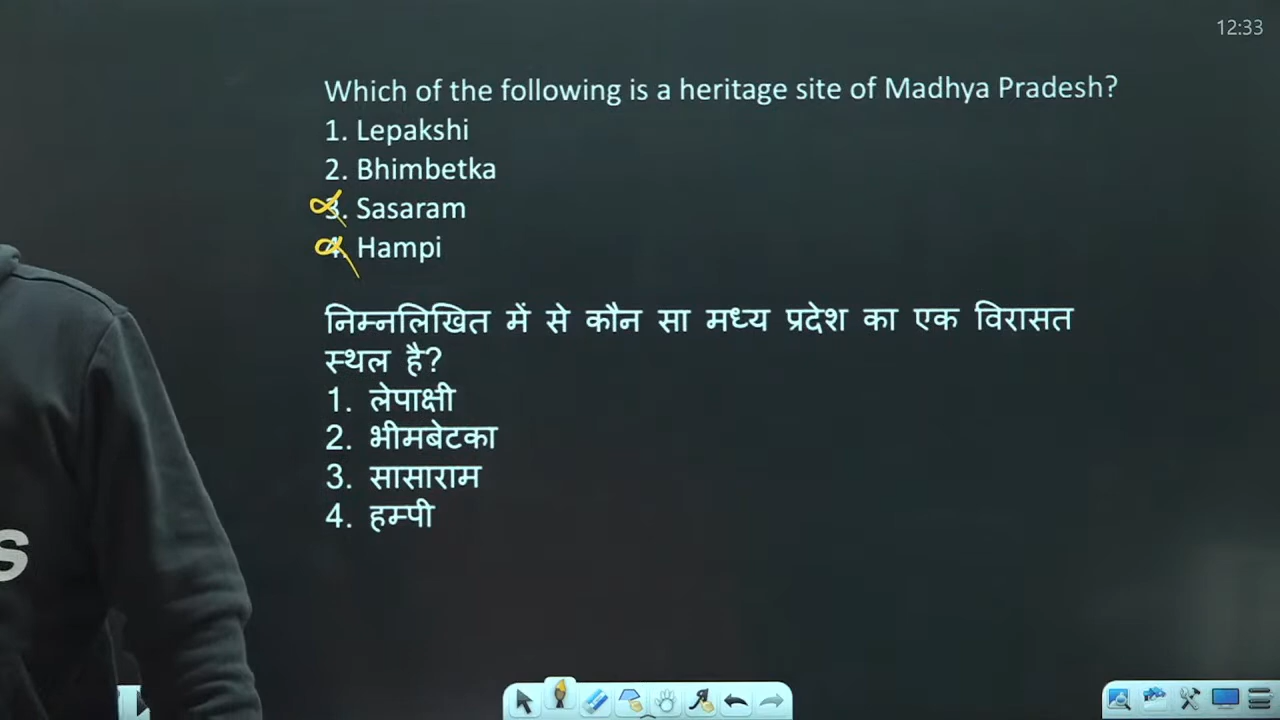 12:33
Which of the following is a heritage site of Madhya Pradesh?
1. Lepakshi
2. Bhimbetka
3. Sasaram
4. Hampi
निम्नलिखित में से कौन सा मध्य प्रदेश का एक विरासत
स्थल है?
1. लेपाक्षी
2. भीमबेटका
3. सासाराम
4. हम्पी
s